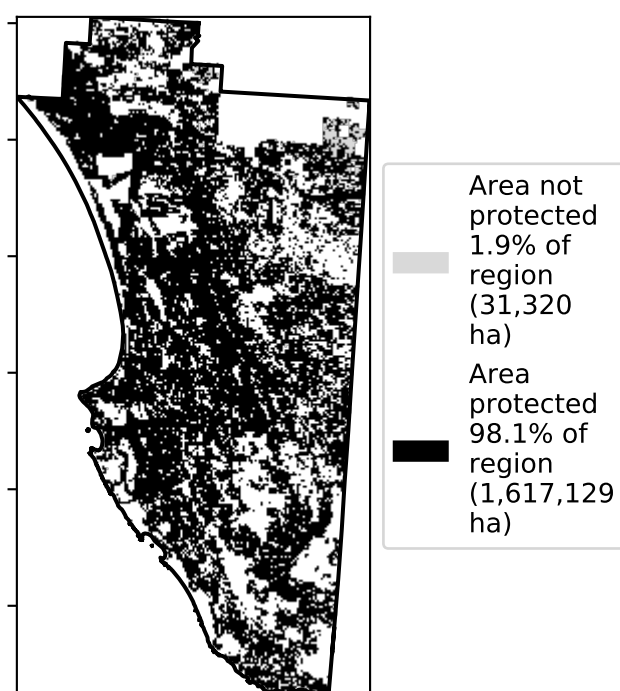 Area not
protected
1.9% of
region
(31,320
ha)
Area
protected
98.1% of
region
(1,617,129
ha)